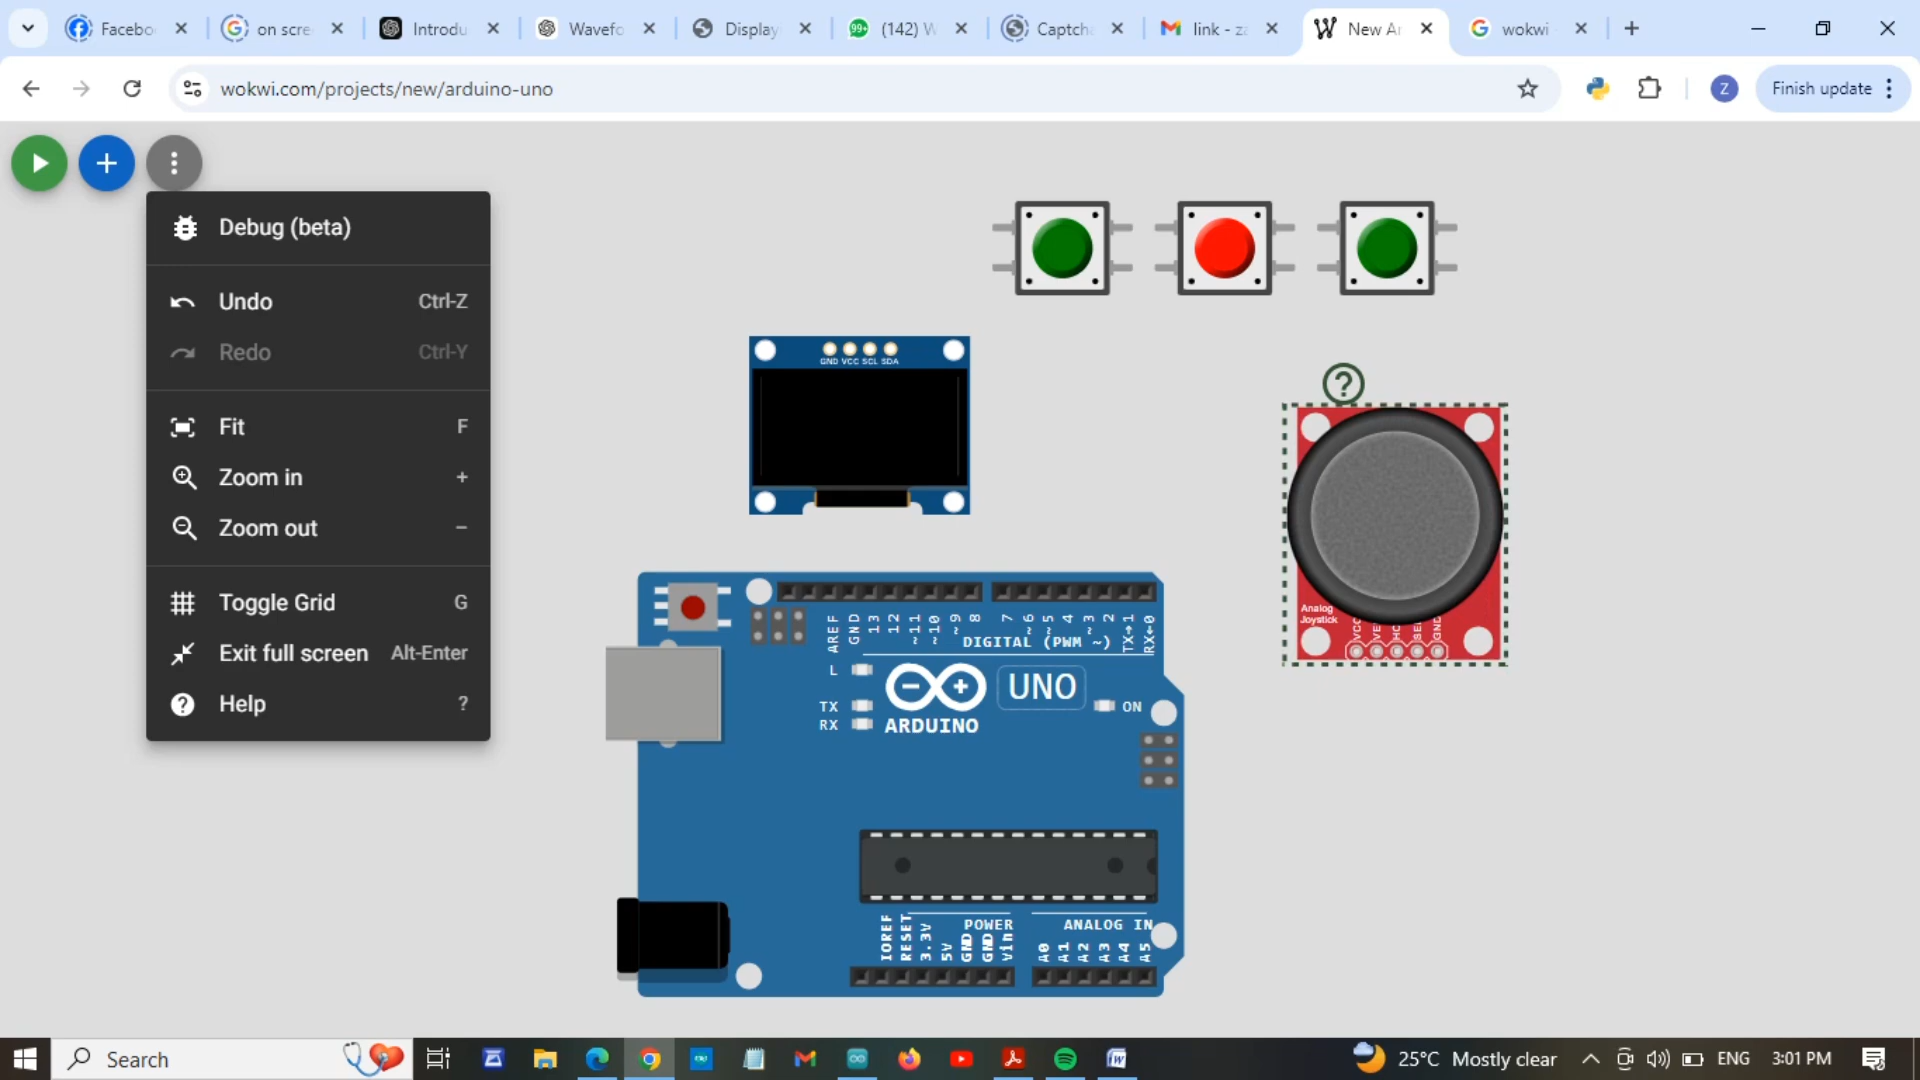 Facebo
on scre
Introdu
Wavefo
Display
(142) W
Captcha
link - za
New Ar
wokwi
wokwi.com/projects/new/arduino-uno
Z
Finish update
Debug (beta)
Undo Ctrl-Z
Redo Ctrl-Y
Fit F
Zoom in +
Zoom out −
Toggle Grid G
Exit full screen Alt-Enter
Help ?
GND VCC SCL SDA
Analog
Joystick
VCC
GND
AREF GND 13 12 ~11 ~10 ~9 8 7 ~6 ~5 4 ~3 2 TX→1 RX←0
DIGITAL (PWM ~)
L
TX
RX
UNO
ON
ARDUINO
POWER
ANALOG IN
IOREF RESET 3.3V 5V GND GND Vin A0 A1 A2 A3 A4 A5
Search
25°C Mostly clear
ENG
3:01 PM